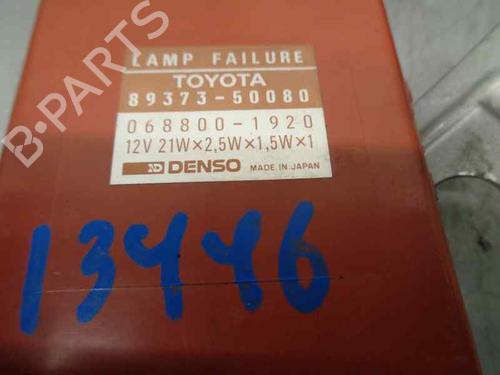 LAMP FAILURE
TOYOTA
89373-50080
068800-1920
12V 21W×2,5W×1,5W×1
DENSO MADE IN JAPAN
13446
B-PARTS